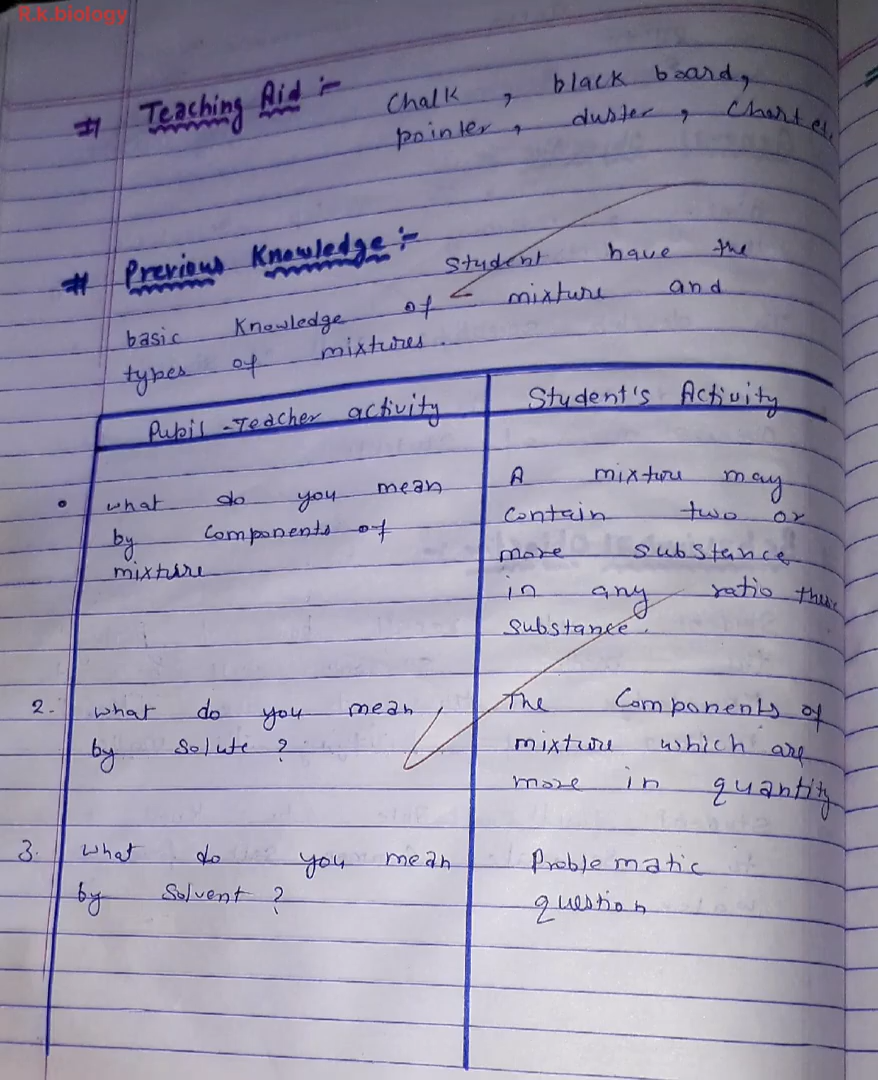 R.k.biology
# Teaching Aid :- Chalk, black board,
pointer, duster, Chart etc.
# Previous Knowledge :-
Student have the
basic Knowledge of mixture and
types of mixtures.
Pupil-Teacher activity
Student's Activity
• what do you mean
by components of
mixture
A mixture may
contain two or
more substance
in any ratio these
substance.
2. what do you mean
by solute ?
The Components of
mixture which are
more in quantity
3. what do you mean
by Solvent ?
Problematic
question